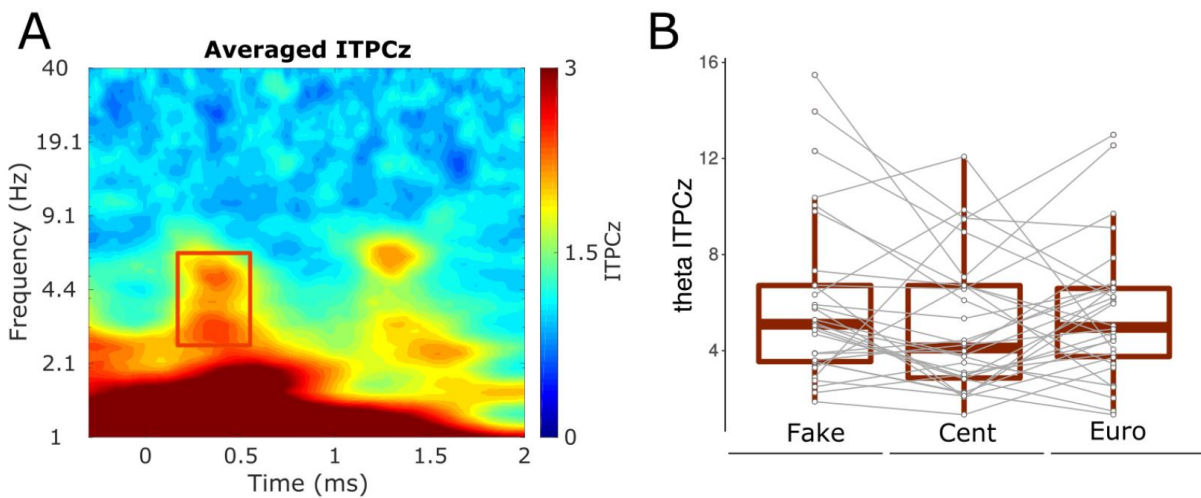 A
Averaged ITPCz
40
19.1
9.1
4.4
2.1
1
Frequency (Hz)
0
0.5
1
1.5
2
Time (ms)
3
1.5
0
ITPCz
B
16
12
8
4
theta ITPCz
Fake
Cent
Euro